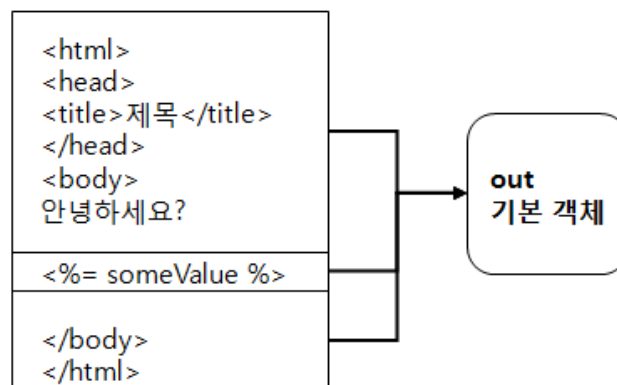 <html>
<head>
<title>제목</title>
</head>
<body>
안녕하세요?
<%= someValue %>
</body>
</html>
out
기본 객체